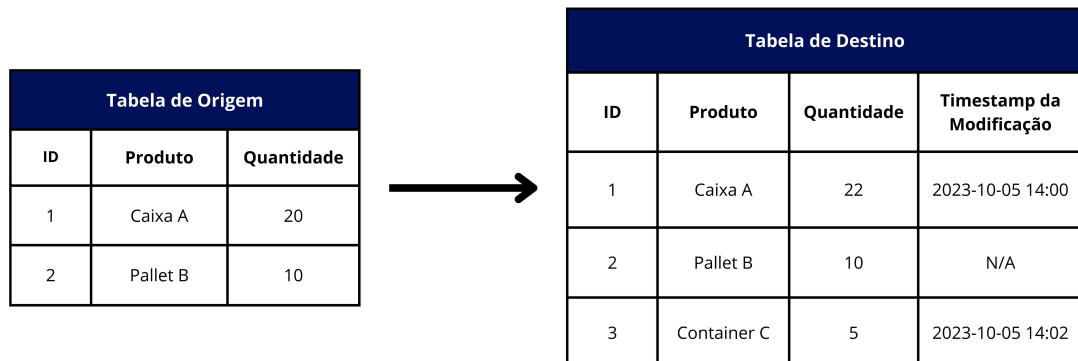 Tabela de Origem
ID Produto Quantidade
1 Caixa A 20
2 Pallet B 10
Tabela de Destino
ID Produto Quantidade Timestamp da
Modificação
1 Caixa A 22 2023-10-05 14:00
2 Pallet B 10 N/A
3 Container C 5 2023-10-05 14:02